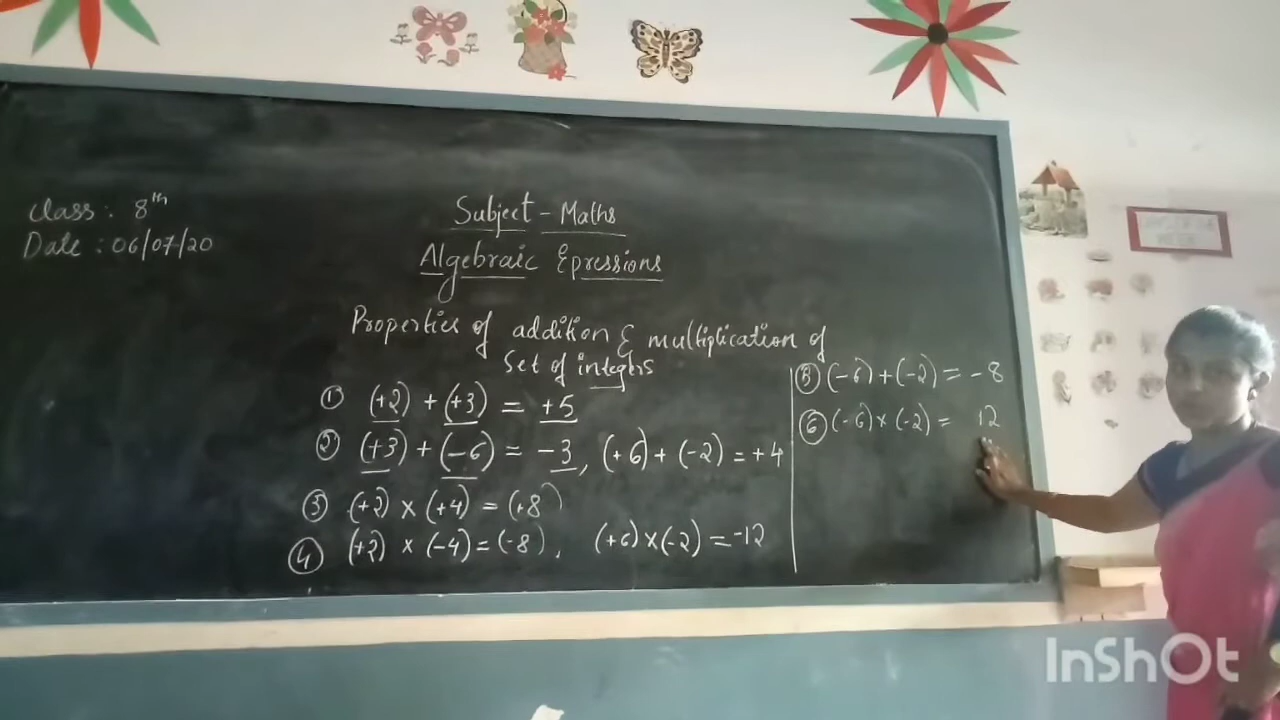 Class : 8th
Date : 06/07/20
Subject - Maths
Algebraic Epressions
Properties of addition & multiplication of
set of integers
① (+2) + (+3) = +5
② (+3) + (-6) = -3, (+6) + (-2) = +4
③ (+2) × (+4) = (+8)
④ (+2) × (-4) = (-8), (+6) × (-2) = -12
⑤ (-6) + (-2) = -8
⑥ (-6) × (-2) = 12
InShOt